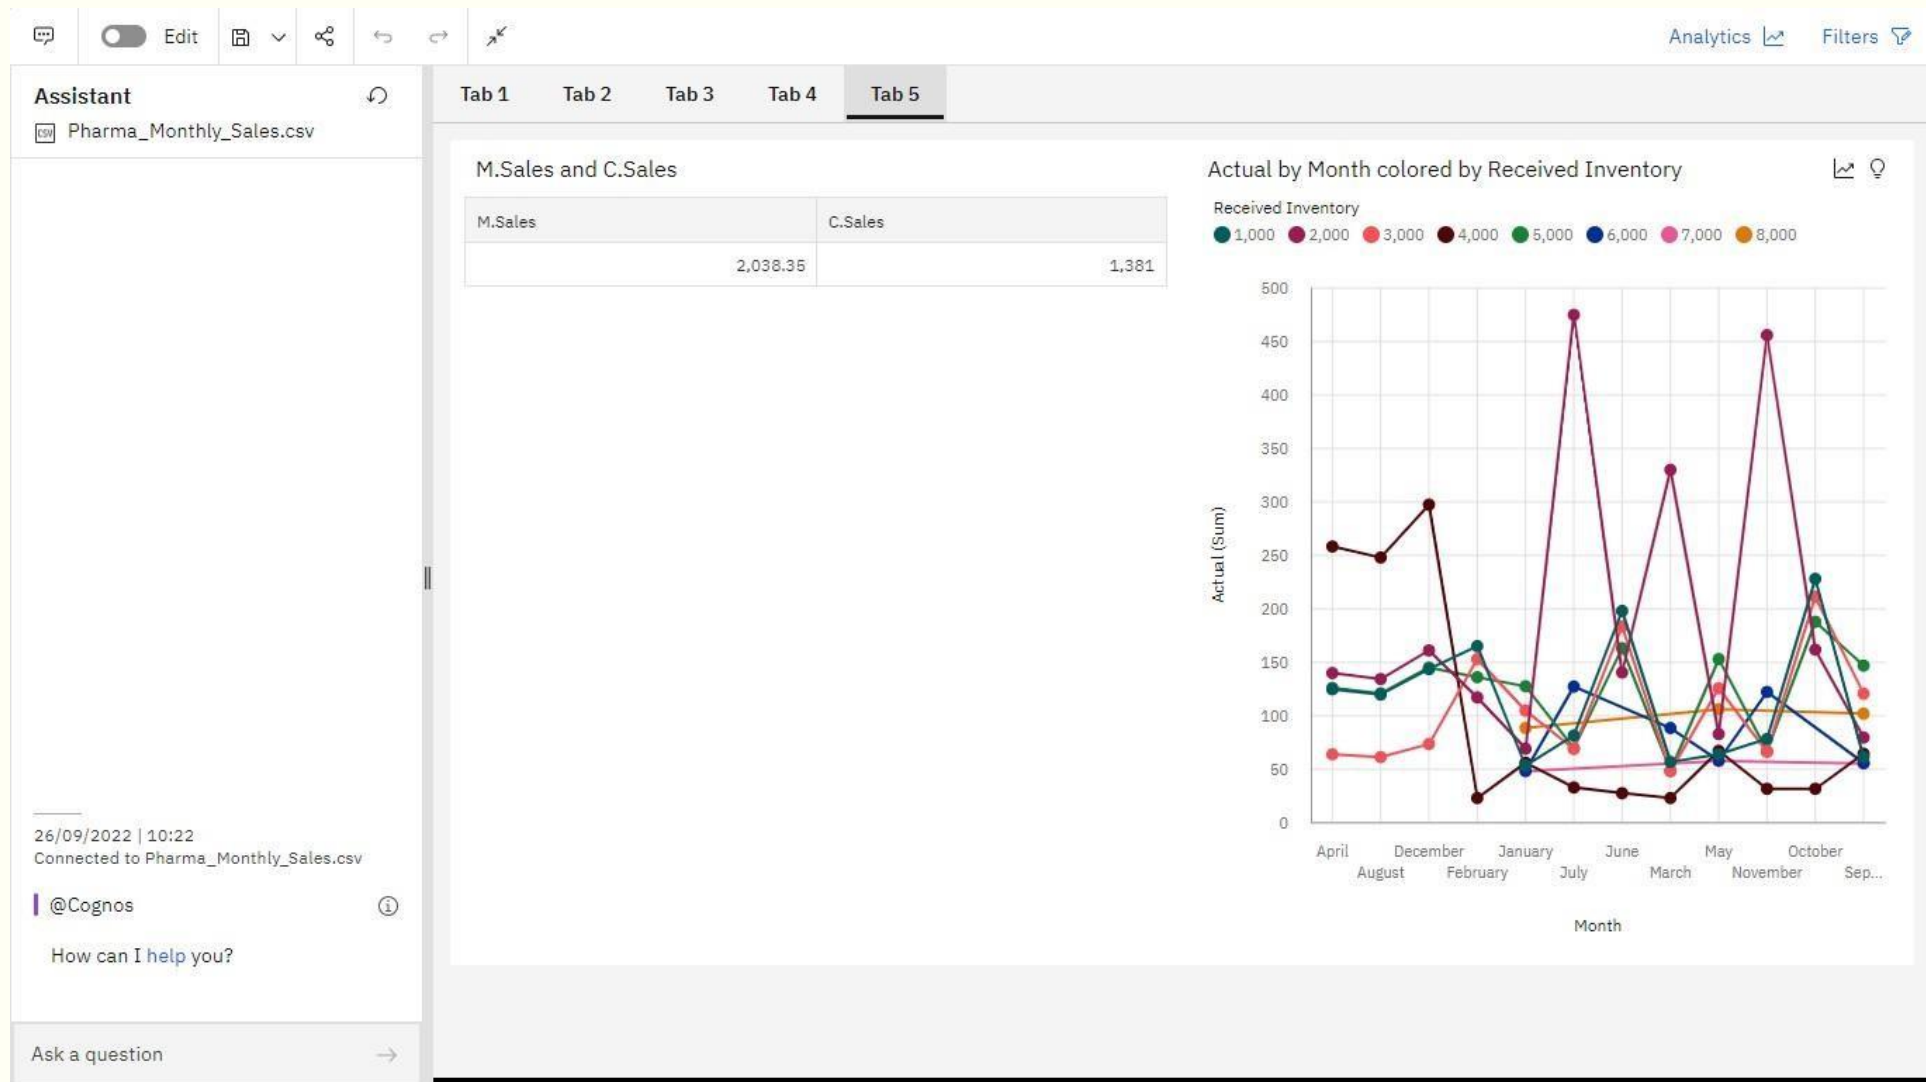 Edit
Analytics
Filters
Assistant
Pharma_Monthly_Sales.csv
Tab 1 Tab 2 Tab 3 Tab 4 Tab 5
M.Sales and C.Sales
M.Sales C.Sales
2,038.35 1,381
Actual by Month colored by Received Inventory
Received Inventory
1,000 2,000 3,000 4,000 5,000 6,000 7,000 8,000
500
450
400
350
300
250
200
150
100
50
0
Actual (Sum)
April December January June May October
August February July March November Sep...
Month
26/09/2022 | 10:22
Connected to Pharma_Monthly_Sales.csv
@Cognos
How can I help you?
Ask a question